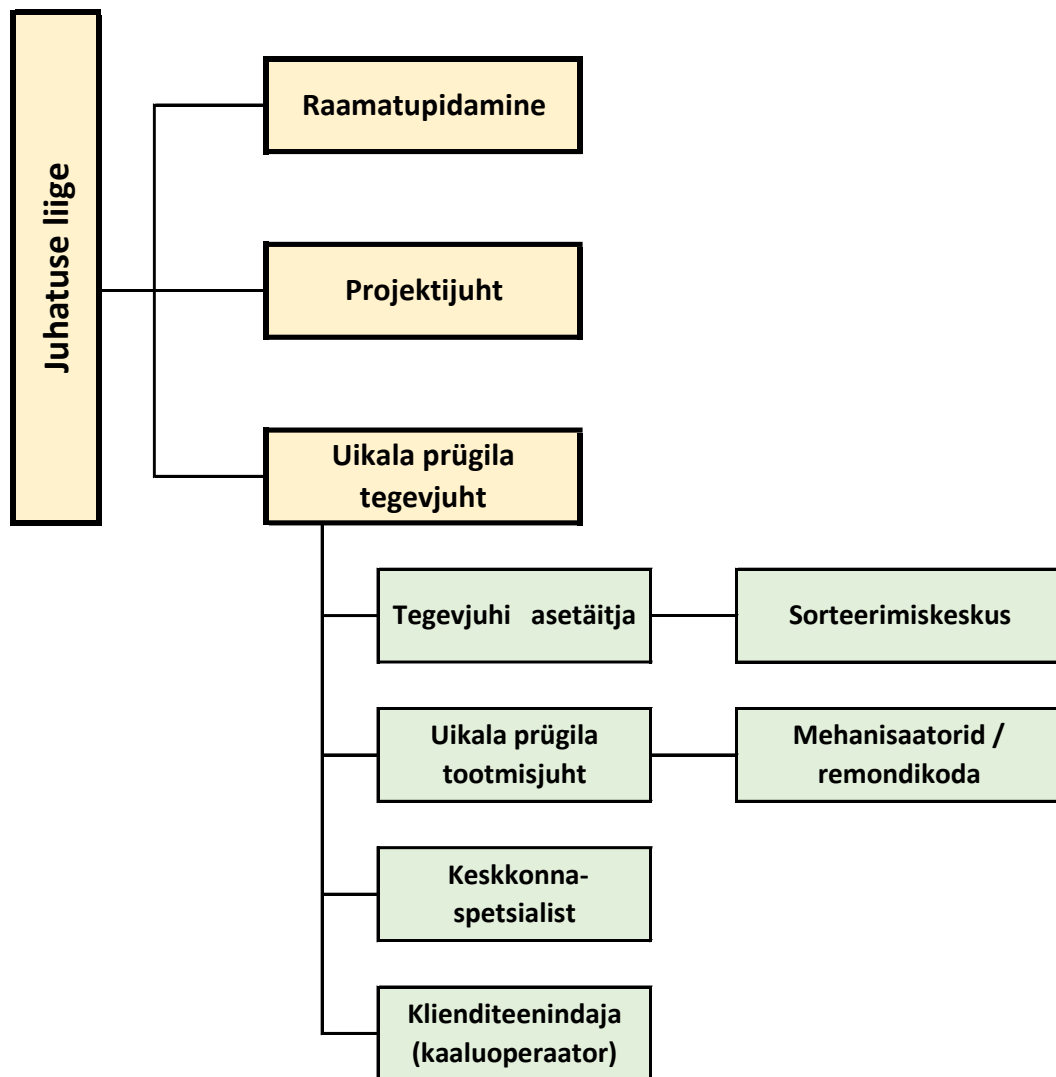 Juhatuse liige
Raamatupidamine
Projektijuht
Uikala prügila
tegevjuht
Tegevjuhi asetäitja
Sorteerimiskeskus
Uikala prügila
tootmisjuht
Mehanisaatorid /
remondikoda
Keskkonna-
spetsialist
Klienditeenindaja
(kaaluoperaator)